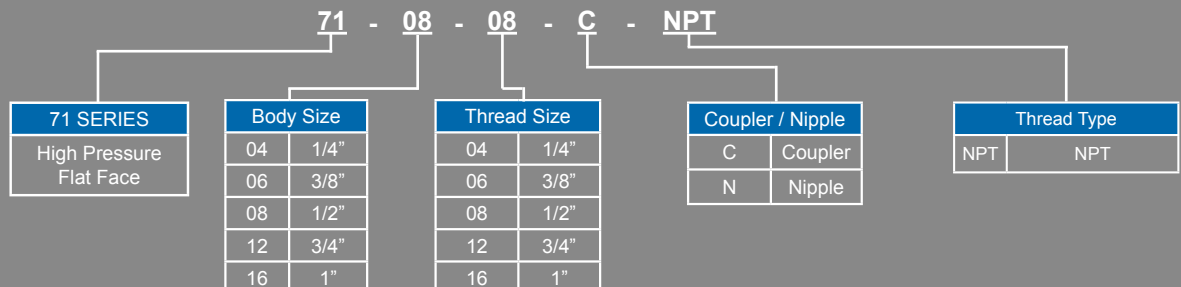 71 - 08 - 08 - C - NPT
71 SERIES
High Pressure
Flat Face
Body Size
04 1/4”
06 3/8”
08 1/2”
12 3/4”
16 1”
Thread Size
04 1/4”
06 3/8”
08 1/2”
12 3/4”
16 1”
Coupler / Nipple
C Coupler
N Nipple
Thread Type
NPT NPT